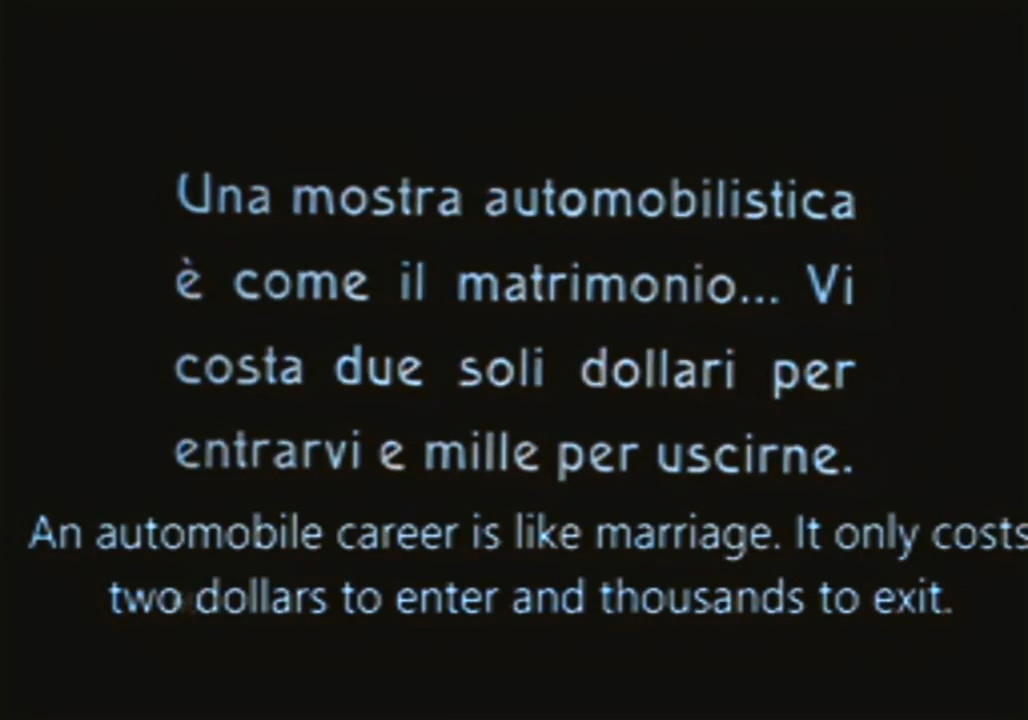 Una mostra automobilistica
è come il matrimonio... Vi
costa due soli dollari per
entrarvi e mille per uscirne.
An automobile career is like marriage. It only costs
two dollars to enter and thousands to exit.